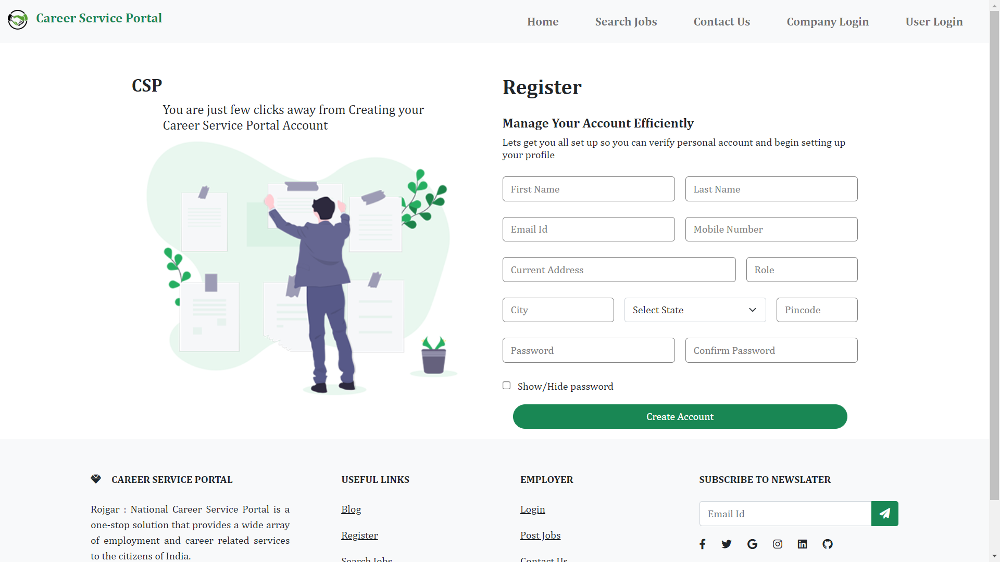 Career Service Portal
Home
Search Jobs
Contact Us
Company Login
User Login
CSP
You are just few clicks away from Creating your
Career Service Portal Account
Register
Manage Your Account Efficiently
Lets get you all set up so you can verify personal account and begin setting up
your profile
First Name
Last Name
Email Id
Mobile Number
Current Address
Role
City
Select State
Pincode
Password
Confirm Password
Show/Hide password
Create Account
CAREER SERVICE PORTAL
Rojgar : National Career Service Portal is a
one-stop solution that provides a wide array
of employment and career related services
to the citizens of India.
USEFUL LINKS
Blog
Register
Search Jobs
EMPLOYER
Login
Post Jobs
Contact Us
SUBSCRIBE TO NEWSLATER
Email Id